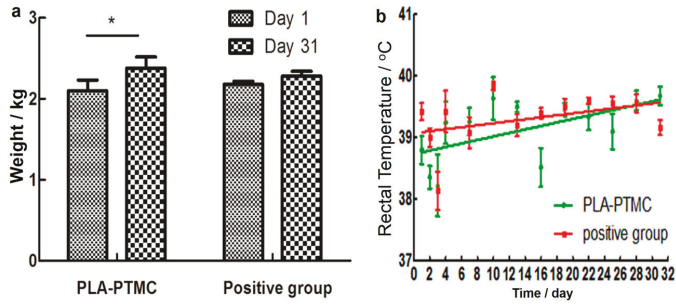 a
*
Day 1
Day 31
Weight / kg
3
2
1
0
PLA-PTMC
Positive group
b
Rectal Temperature / °C
41
40
39
38
37
PLA-PTMC
positive group
0 2 4 6 8 10 12 14 16 18 20 22 24 26 28 30 32
Time / day